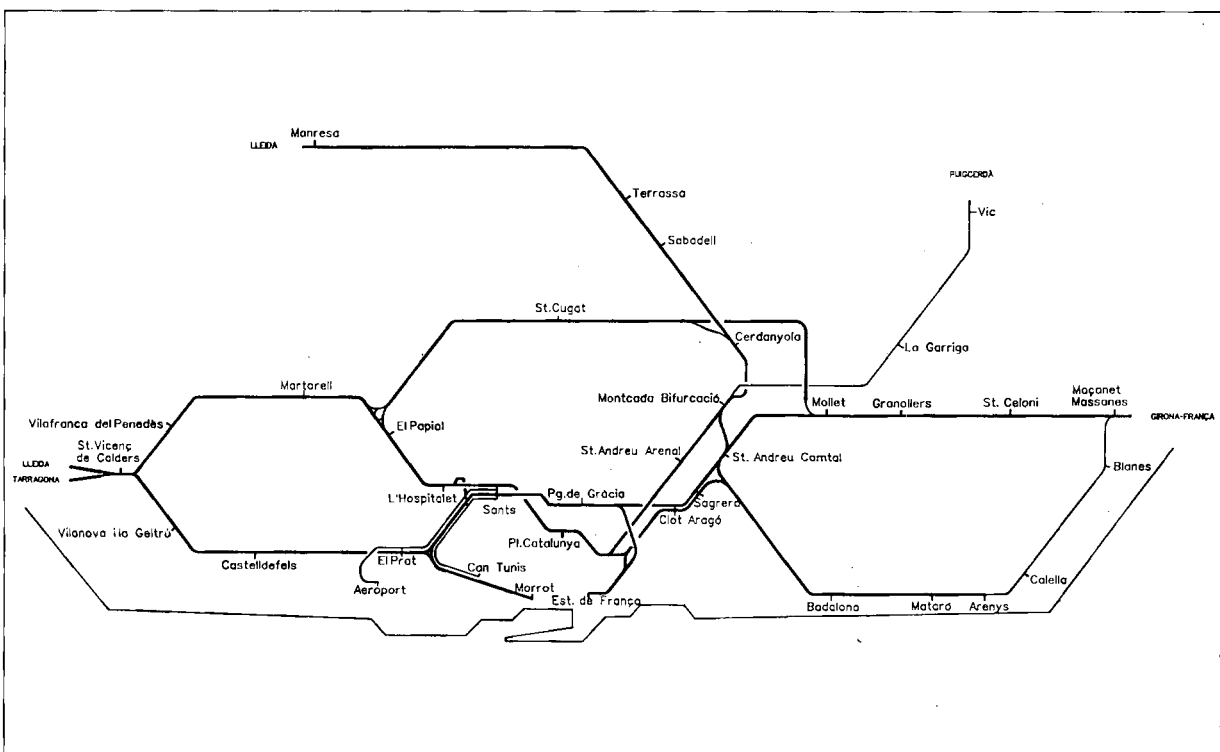 Manresa
LLEIDA
PUIGCERDÀ
Terrassa
Vic
Sabadell
St.Cugat
Cerdanyola
La Garriga
Martorell
Montcada Bifurcació
Mollet
Granollers
St. Celoni
Maçanet
Massanes
GIRONA-FRANÇA
Vilafranca del Penedès
El Papiol
St.Vicenç
de Calders
LLEIDA
TARRAGONA
St.Andreu Arenal
St. Andreu Comtal
Blanes
L'Hospitalet
Sants
Pg.de Gràcia
Sagrera
Clot Aragó
Vilanova i la Geltrú
Castelldefels
El Prat
Pl.Catalunya
Can Tunis
Aeroport
Morrot
Est. de França
Calella
Badalona
Mataró
Arenys